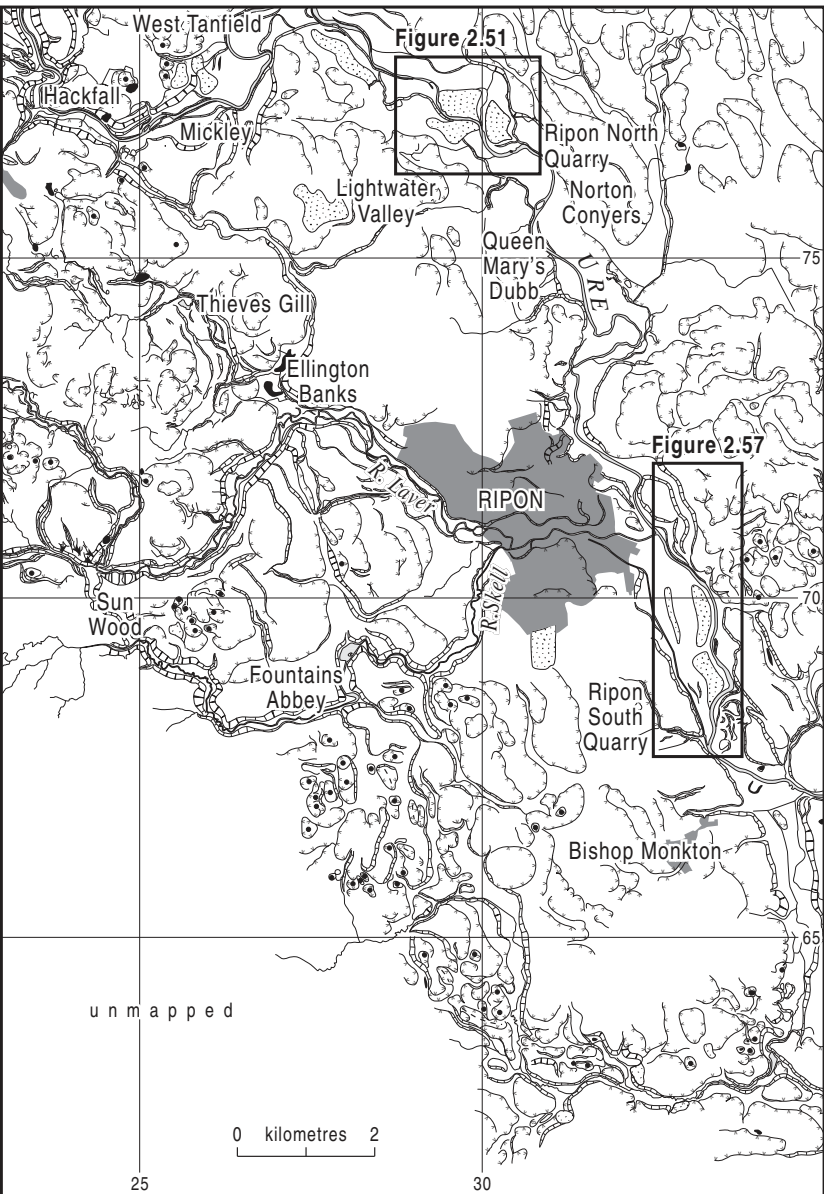 West Tanfield
Figure 2.51
Hackfall
Mickley
Ripon North
Quarry
Lightwater
Valley
Norton
Conyers
Queen
Mary's
Dubb
URE
75
Thieves Gill
Ellington
Banks
Figure 2.57
R. Laver
RIPON
R.Skell
70
Sun
Wood
Fountains
Abbey
Ripon
South
Quarry
Bishop Monkton
65
unmapped
0 kilometres 2
25
30